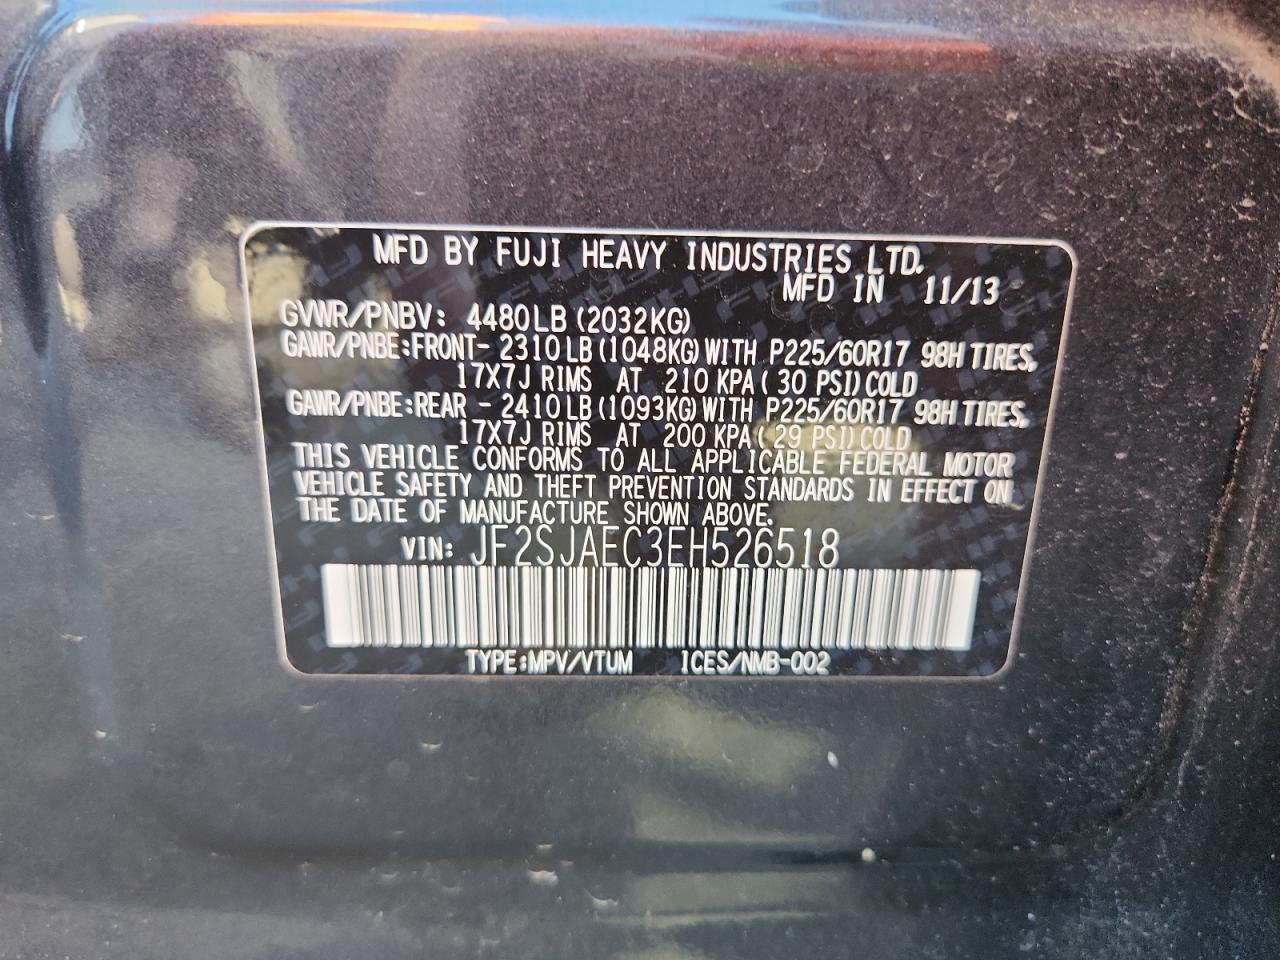 MFD BY FUJI HEAVY INDUSTRIES LTD.
MFD IN 11/13
GVWR/PNBV: 4480LB (2032KG)
GAWR/PNBE:FRONT- 2310LB (1048KG) WITH P225/60R17 98H TIRES,
17X7J RIMS AT 210 KPA ( 30 PSI) COLD
GAWR/PNBE:REAR - 2410LB (1093KG) WITH P225/60R17 98H TIRES,
17X7J RIMS AT 200 KPA ( 29 PSI) COLD
THIS VEHICLE CONFORMS TO ALL APPLICABLE FEDERAL MOTOR
VEHICLE SAFETY AND THEFT PREVENTION STANDARDS IN EFFECT ON
THE DATE OF MANUFACTURE SHOWN ABOVE.
VIN: JF2SJAEC3EH526518
TYPE:MPV/VTUM ICES/NMB-002